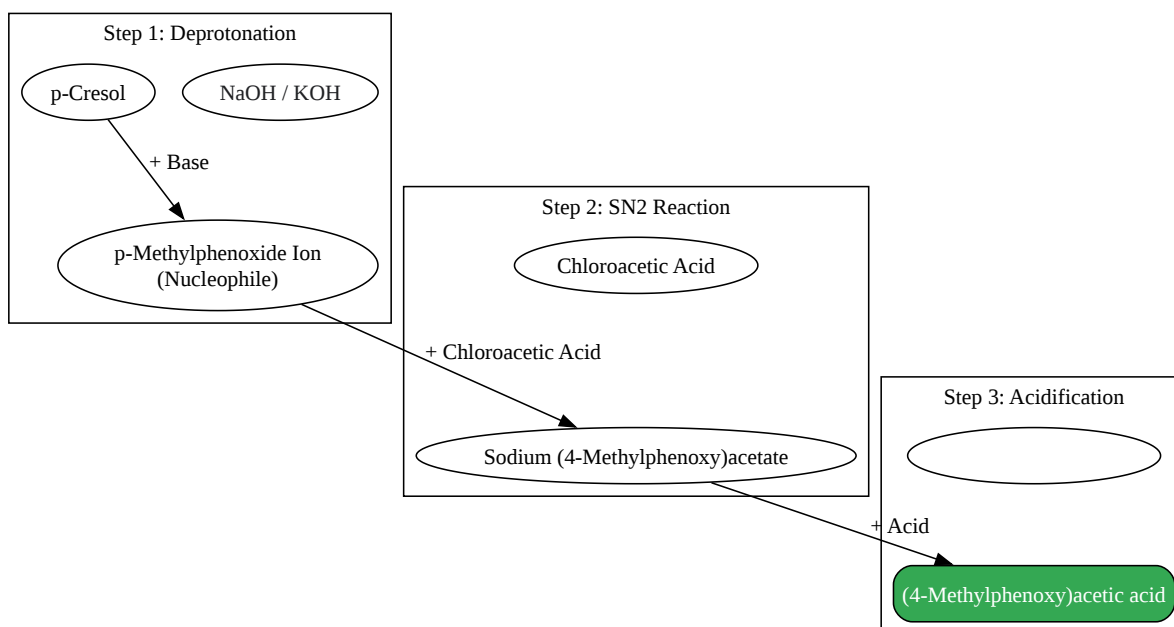 Step 1: Deprotonation
p-Cresol
NaOH / KOH
+ Base
p-Methylphenoxide Ion
(Nucleophile)
Step 2: SN2 Reaction
Chloroacetic Acid
+ Chloroacetic Acid
Sodium (4-Methylphenoxy)acetate
Step 3: Acidification
+ Acid
(4-Methylphenoxy)acetic acid